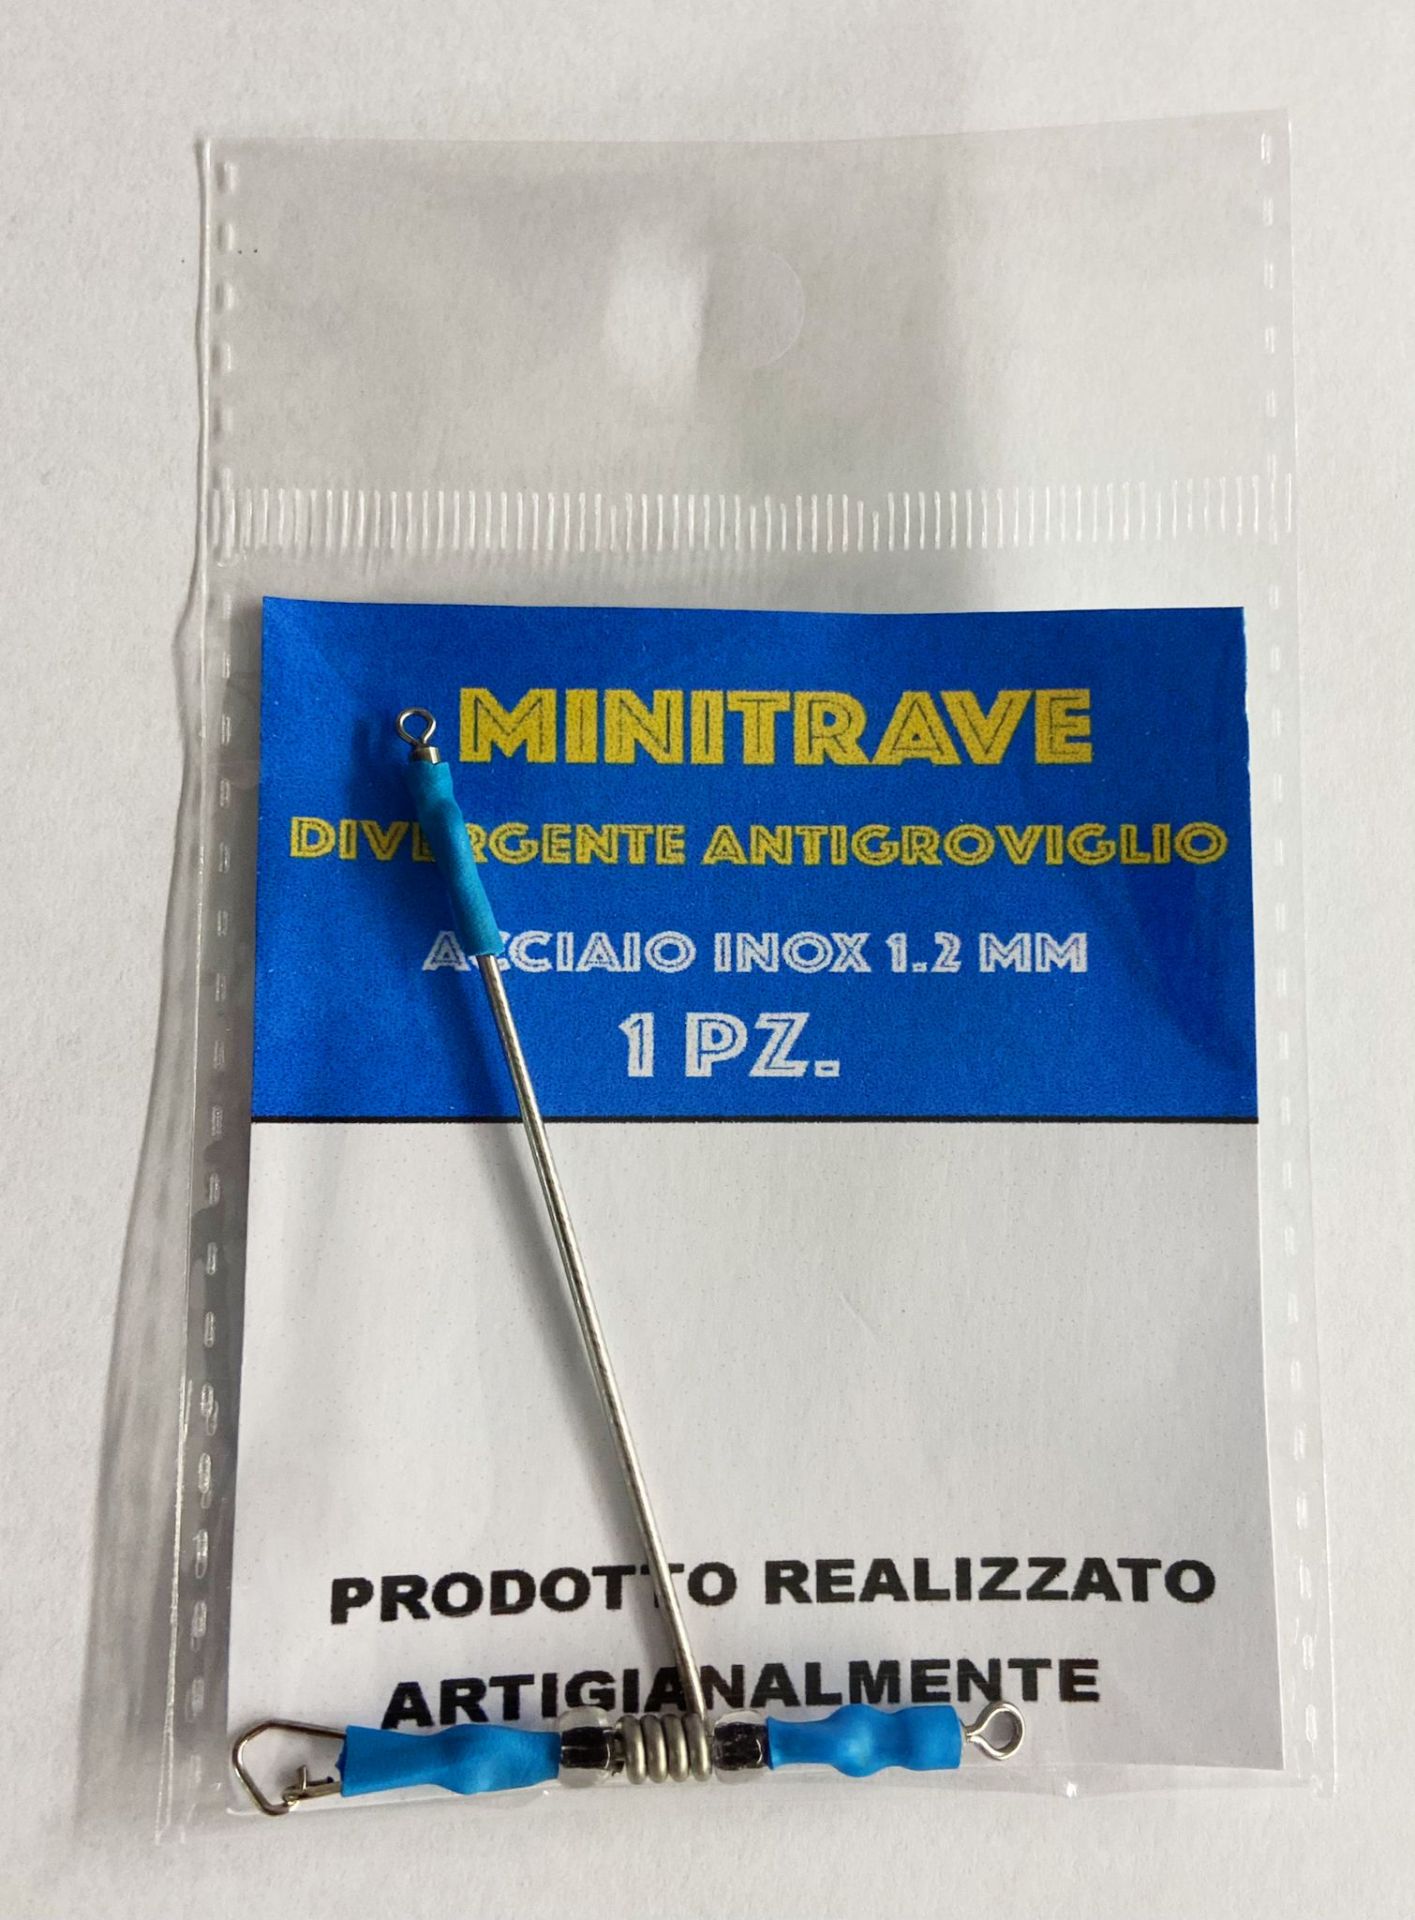 MINITRAVE
DIVERGENTE ANTIGROVIGLIO
ACCIAIO INOX 1.2 MM
1 PZ.
PRODOTTO REALIZZATO
ARTIGIANALMENTE